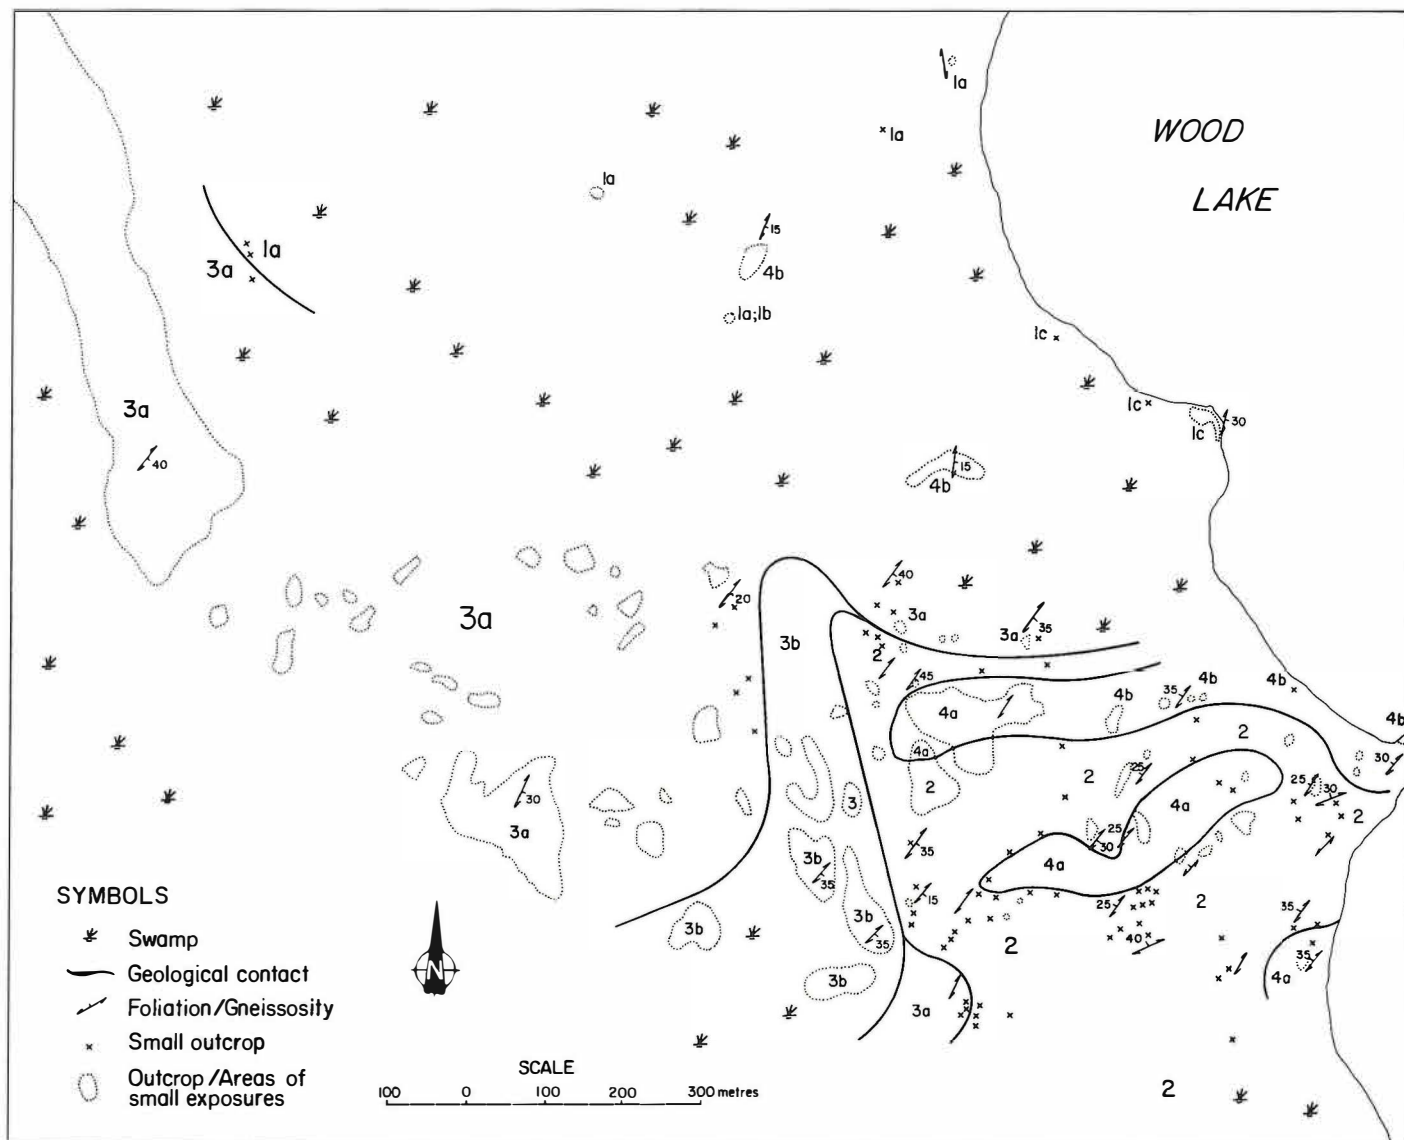 1a
WOOD
1a
LAKE
1a
15
1a
3a
4b
1a;1b
1c
3a
1c
30
1c
40
15
4b
40
20
3a
3a
3a
35
3b
2
45
4b
35
4b
4b
4a
4b
4a
2
30
25
2
25
30
2
3
4a
2
30
3a
25
30
35
3b
4a
35
15
25
2
35
3b
3b
35
40
2
35
4a
3b
3a
2
SYMBOLS
Swamp
Geological contact
Foliation/Gneissosity
Small outcrop
Outcrop/Areas of
small exposures
N
SCALE
100 0 100 200 300 metres